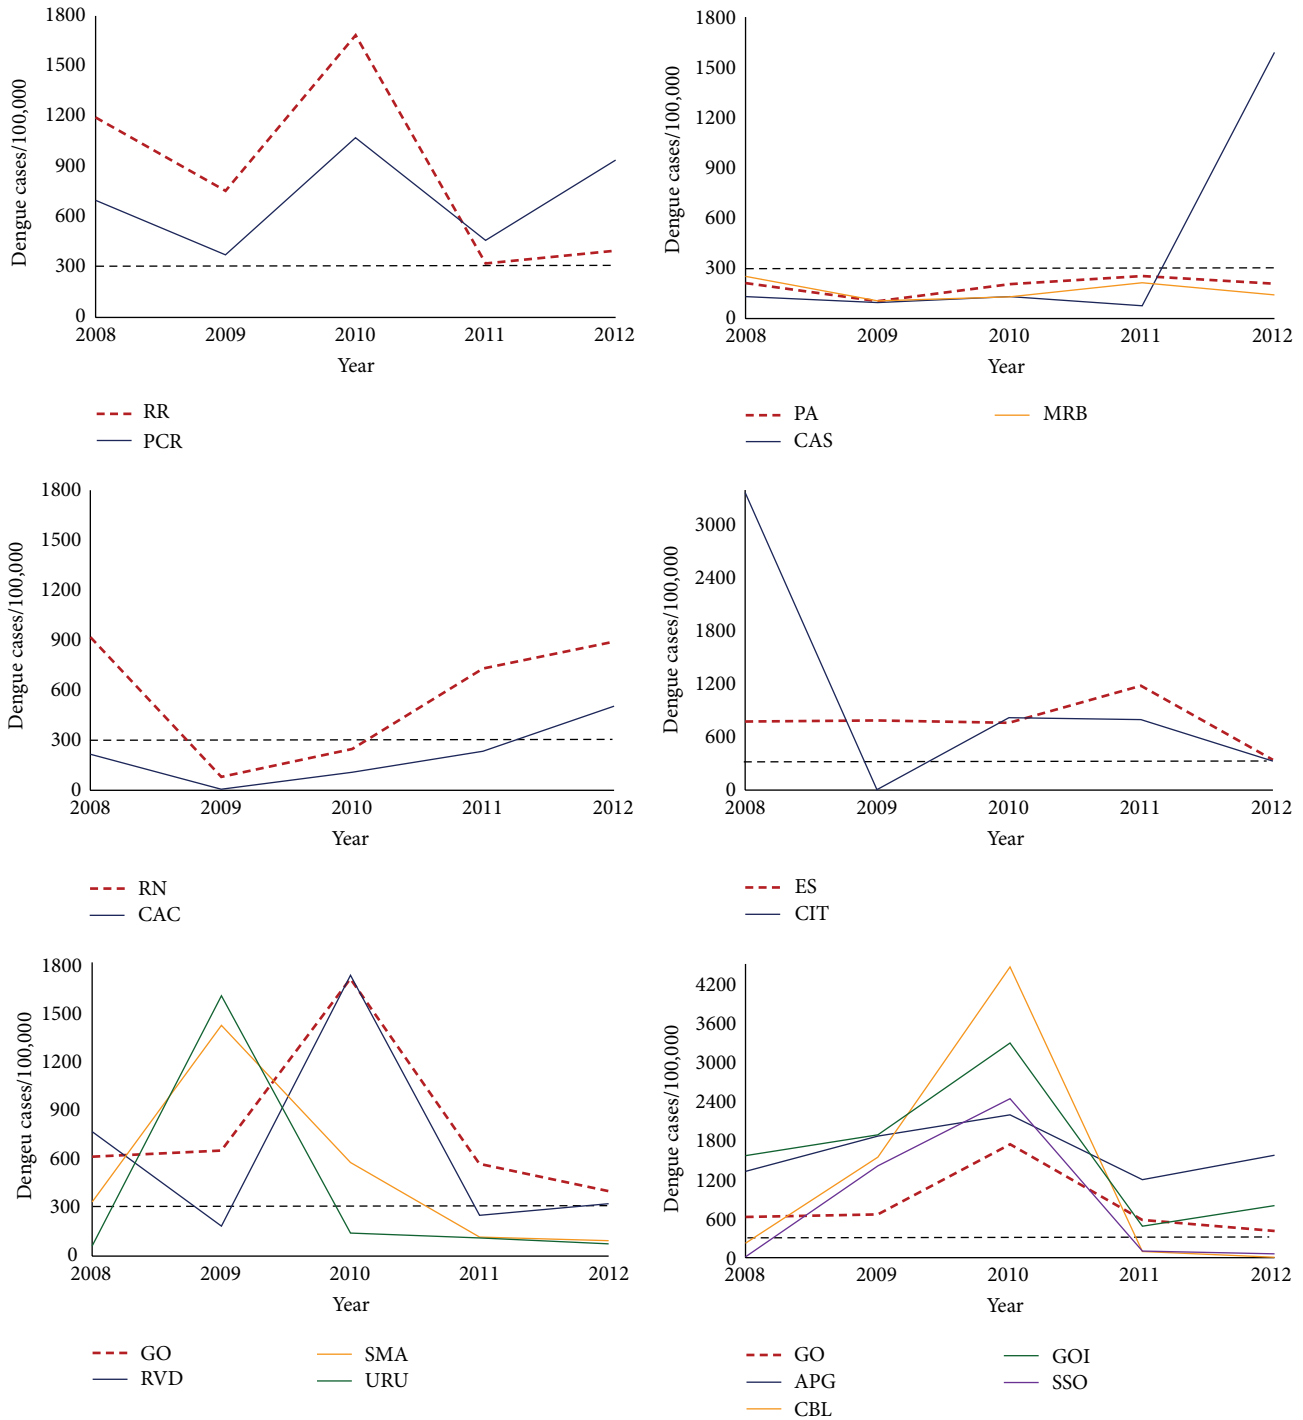 Dengue cases/100,000
1800
1500
1200
900
600
300
0
2008 2009 2010 2011 2012
Year
RR
PCR
Dengue cases/100,000
1800
1500
1200
900
600
300
0
2008 2009 2010 2011 2012
Year
PA MRB
CAS
Dengue cases/100,000
1800
1500
1200
900
600
300
0
2008 2009 2010 2011 2012
Year
RN
CAC
Dengue cases/100,000
3000
2400
1800
1200
600
0
2008 2009 2010 2011 2012
Year
ES
CIT
Dengeu cases/100,000
1800
1500
1200
900
600
300
0
2008 2009 2010 2011 2012
Year
GO SMA
RVD URU
Dengue cases/100,000
4200
3600
3000
2400
1800
1200
600
0
2008 2009 2010 2011 2012
Year
GO GOI
APG SSO
CBL